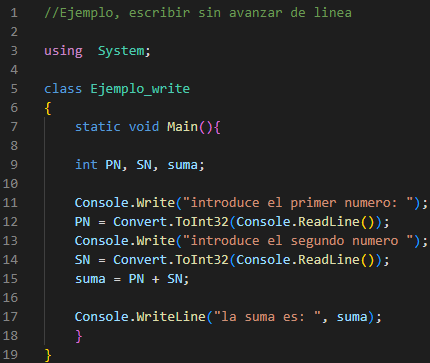 1 //Ejemplo, escribir sin avanzar de linea
2
3 using  System;
4
5 class Ejemplo_write
6 {
7     static void Main(){
8
9     int PN, SN, suma;
10
11     Console.Write("introduce el primer numero: ");
12     PN = Convert.ToInt32(Console.ReadLine());
13     Console.Write("introduce el segundo numero ");
14     SN = Convert.ToInt32(Console.ReadLine());
15     suma = PN + SN;
16
17     Console.WriteLine("la suma es: ", suma);
18     }
19 }